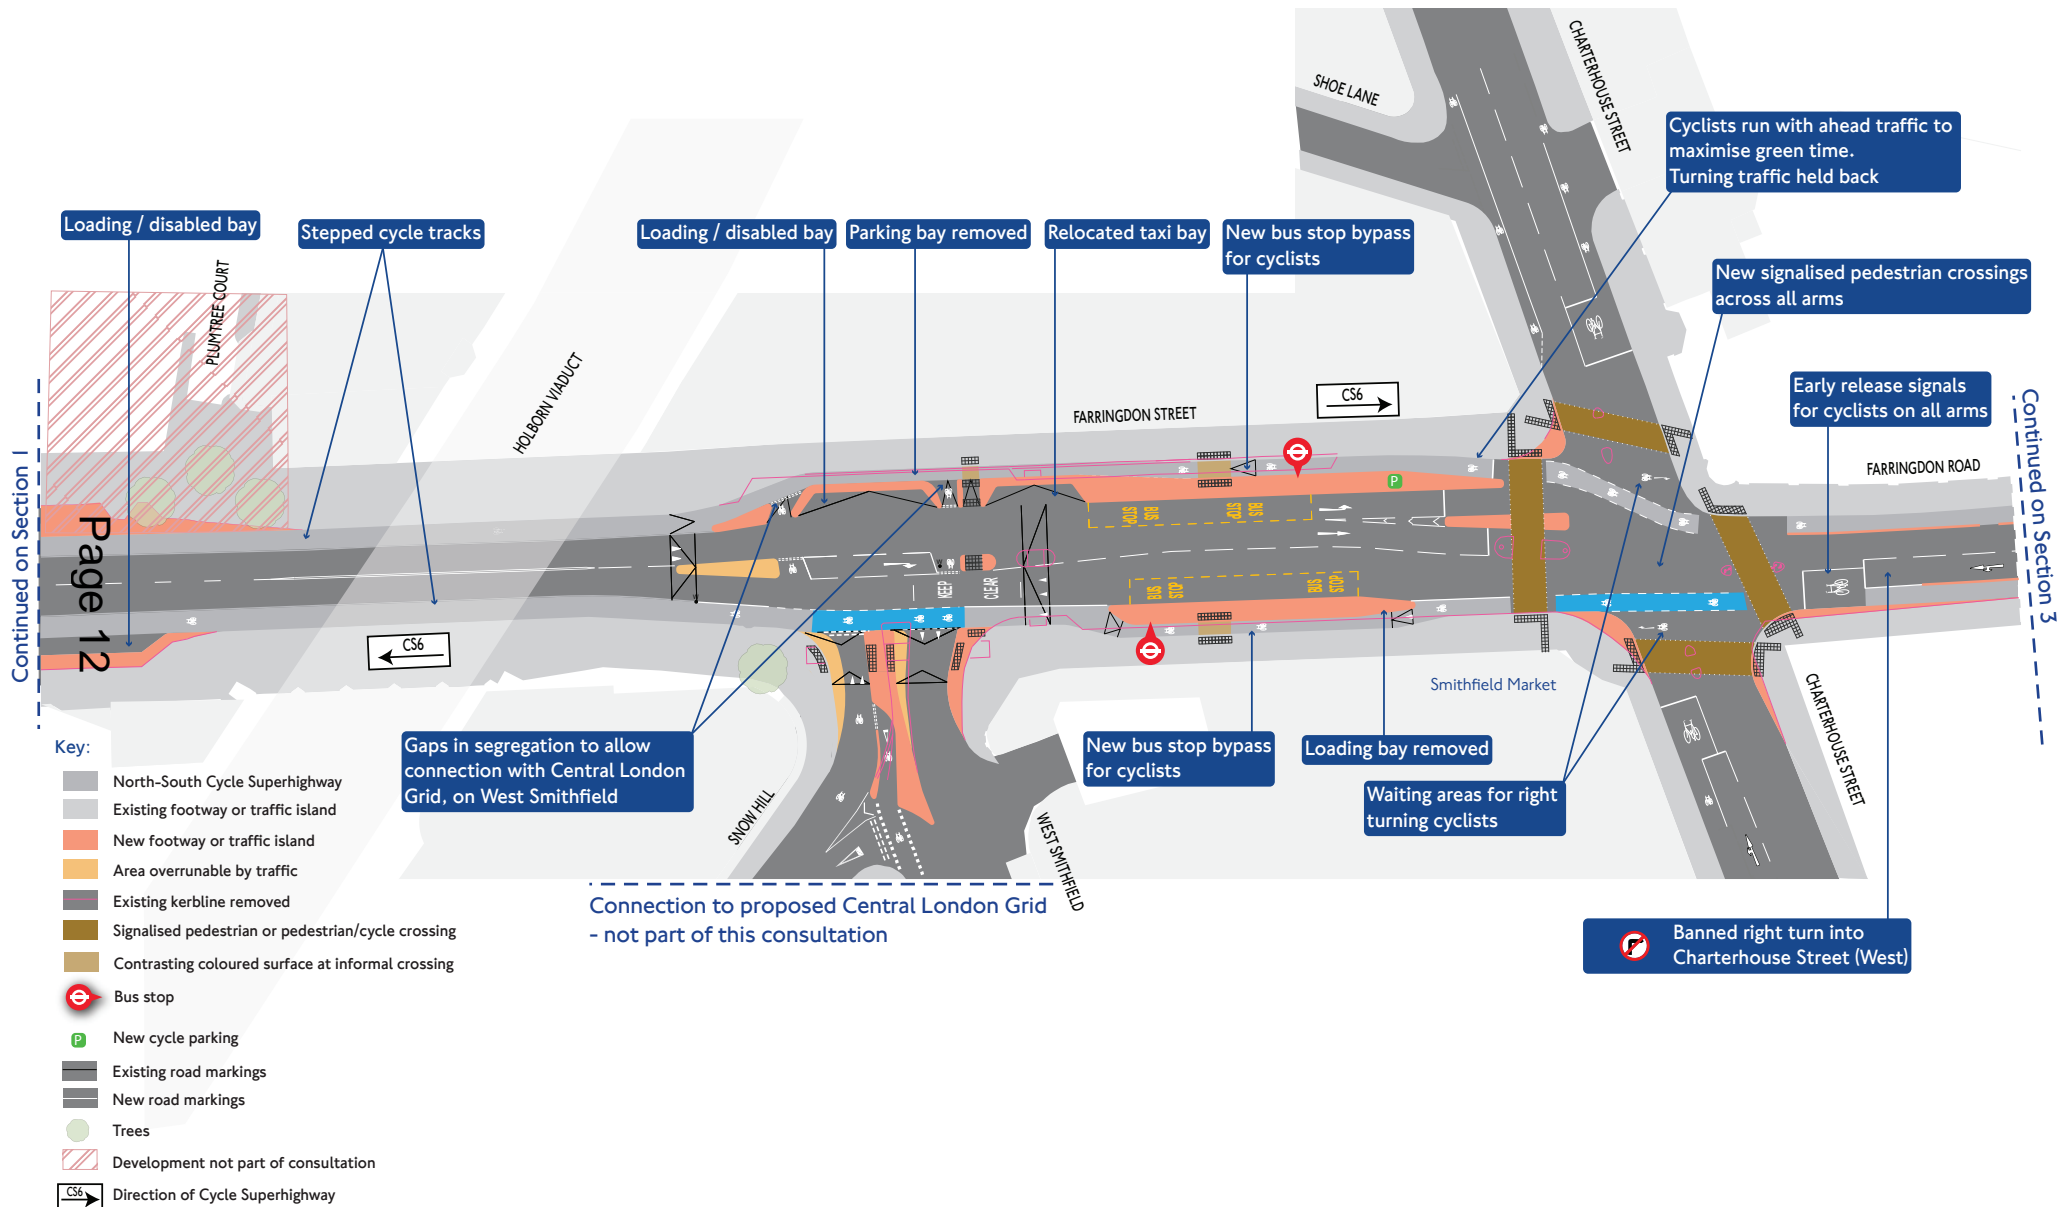 SHOE LANE
CHARTERHOUSE STREET
Cyclists run with ahead traffic to
maximise green time.
Turning traffic held back
Loading / disabled bay
Stepped cycle tracks
Loading / disabled bay
Parking bay removed
Relocated taxi bay
New bus stop bypass
for cyclists
New signalised pedestrian crossings
across all arms
PLUMTREE COURT
HOLBORN VIADUCT
FARRINGDON STREET
CS6
Early release signals
for cyclists on all arms
FARRINGDON ROAD
Continued on Section 1
Continued on Section 3
Page 12
P
BUS
STOP
BUS
STOP
KEEP
CLEAR
BUS
STOP
BUS
STOP
CS6
Smithfield Market
Gaps in segregation to allow
connection with Central London
Grid, on West Smithfield
New bus stop bypass
for cyclists
Loading bay removed
Waiting areas for right
turning cyclists
CHARTERHOUSE STREET
SNOW HILL
WEST SMITHFIELD
Connection to proposed Central London Grid
- not part of this consultation
Banned right turn into
Charterhouse Street (West)
Key:
North-South Cycle Superhighway
Existing footway or traffic island
New footway or traffic island
Area overrunable by traffic
Existing kerbline removed
Signalised pedestrian or pedestrian/cycle crossing
Contrasting coloured surface at informal crossing
Bus stop
P
New cycle parking
Existing road markings
New road markings
Trees
Development not part of consultation
CS6
Direction of Cycle Superhighway